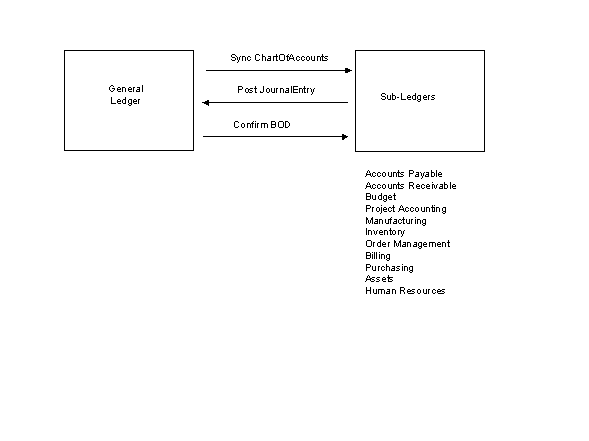 General
Ledger
Sync ChartOfAccounts
Post JournalEntry
Confirm BOD
Sub-Ledgers
Accounts Payable
Accounts Receivable
Budget
Project Accounting
Manufacturing
Inventory
Order Management
Billing
Purchasing
Assets
Human Resources